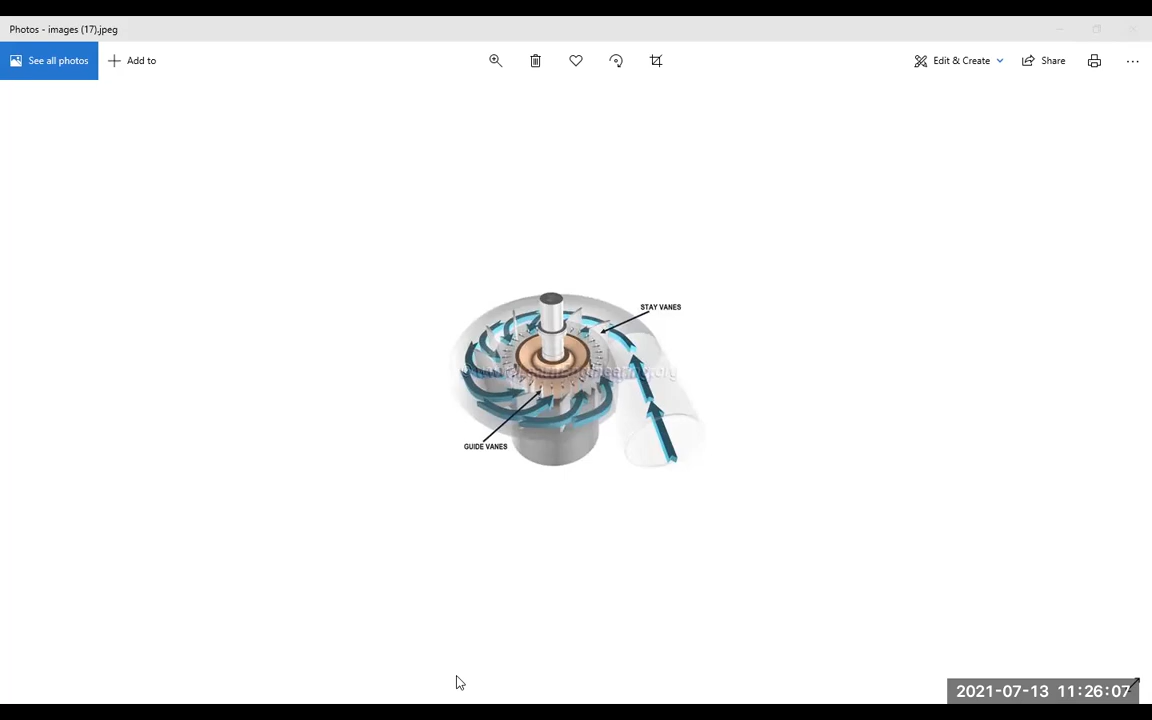 Photos - images (17).jpeg
See all photos
Add to
Edit & Create
Share
STAY VANES
GUIDE VANES
2021-07-13 11:26:07